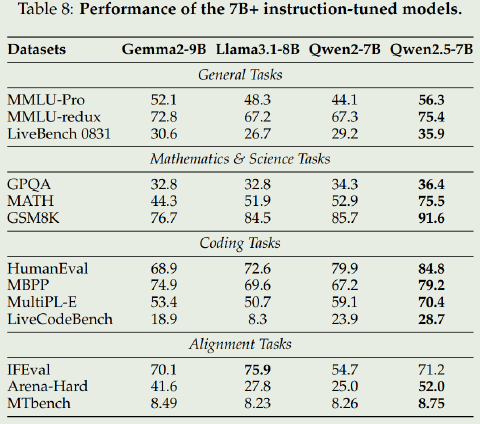 Table 8: Performance of the 7B+ instruction-tuned models.
Datasets Gemma2-9B Llama3.1-8B Qwen2-7B Qwen2.5-7B
General Tasks
MMLU-Pro 52.1 48.3 44.1 56.3
MMLU-redux 72.8 67.2 67.3 75.4
LiveBench 0831 30.6 26.7 29.2 35.9
Mathematics & Science Tasks
GPQA 32.8 32.8 34.3 36.4
MATH 44.3 51.9 52.9 75.5
GSM8K 76.7 84.5 85.7 91.6
Coding Tasks
HumanEval 68.9 72.6 79.9 84.8
MBPP 74.9 69.6 67.2 79.2
MultiPL-E 53.4 50.7 59.1 70.4
LiveCodeBench 18.9 8.3 23.9 28.7
Alignment Tasks
IFEval 70.1 75.9 54.7 71.2
Arena-Hard 41.6 27.8 25.0 52.0
MTbench 8.49 8.23 8.26 8.75